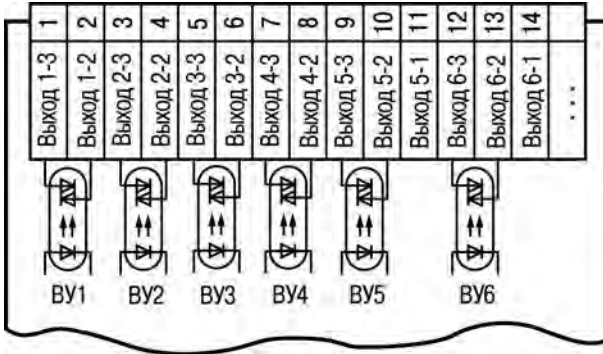 1 2 3 4 5 6 7 8 9 10 11 12 13 14
Выход 1-3
Выход 1-2
Выход 2-3
Выход 2-2
Выход 3-3
Выход 3-2
Выход 4-3
Выход 4-2
Выход 5-3
Выход 5-2
Выход 5-1
Выход 6-3
Выход 6-2
Выход 6-1
...
ВУ1 ВУ2 ВУ3 ВУ4 ВУ5 ВУ6